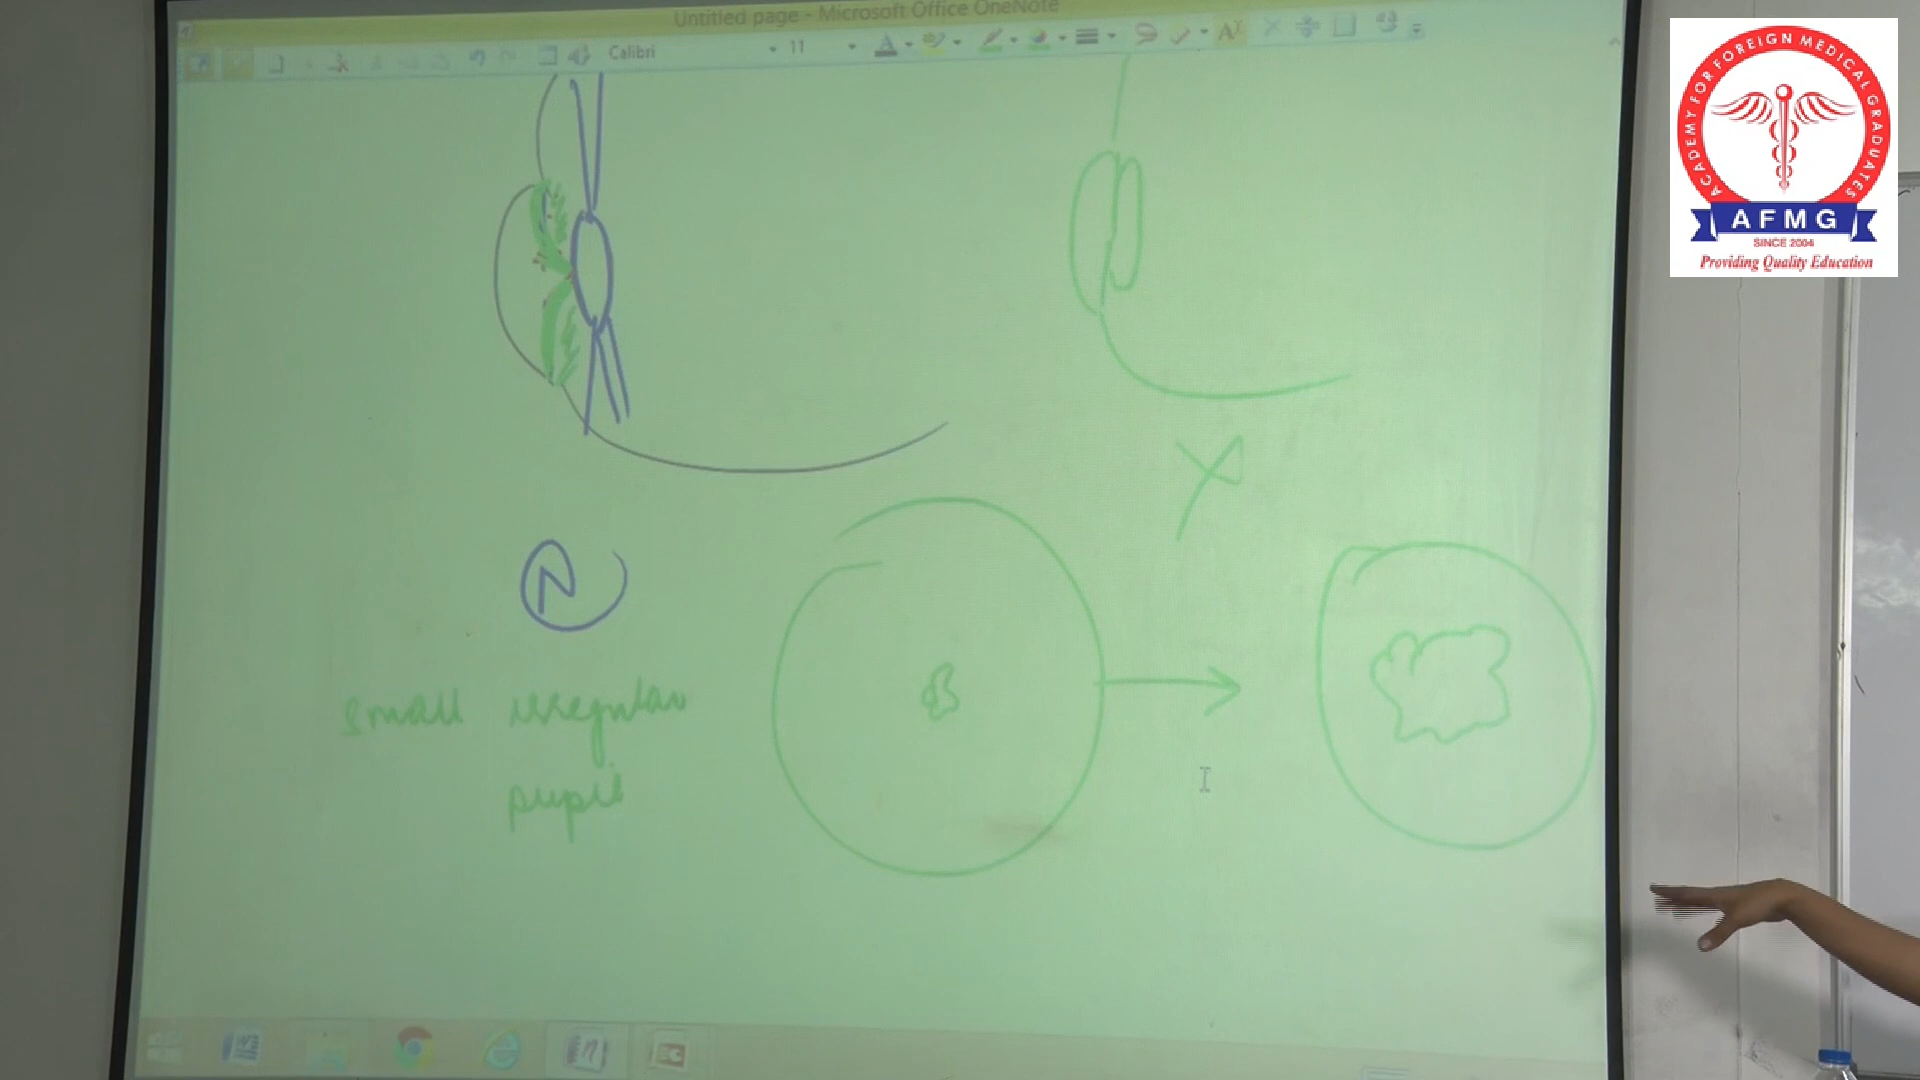 Untitled page - Microsoft Office OneNote
Calibri
11
N
small irregular
pupil
ACADEMY FOR FOREIGN MEDICAL GRADUATES
AFMG
SINCE 2004
Providing Quality Education